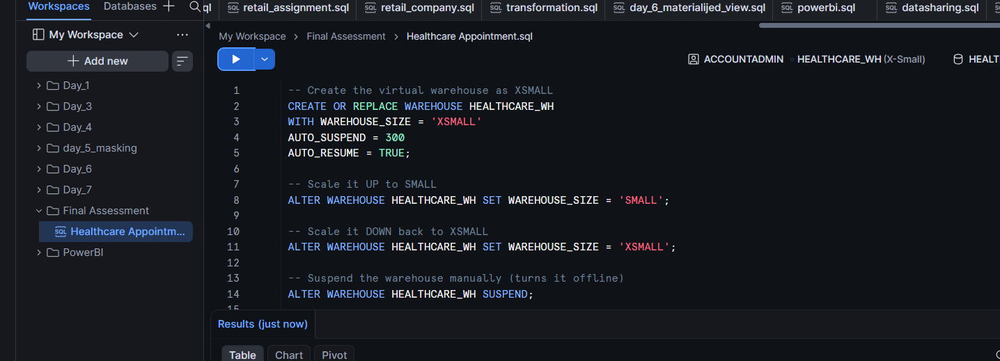 Workspaces Databases
ql retail_assignment.sql retail_company.sql transformation.sql day_6_materialijed_view.sql powerbi.sql datasharing.sql
My Workspace
My Workspace > Final Assessment > Healthcare Appointment.sql
Add new
ACCOUNTADMIN HEALTHCARE_WH (X-Small) HEALT
Day_1
Day_3
Day_4
day_5_masking
Day_6
Day_7
Final Assessment
SQL Healthcare Appointm...
PowerBI
1 -- Create the virtual warehouse as XSMALL
2 CREATE OR REPLACE WAREHOUSE HEALTHCARE_WH
3 WITH WAREHOUSE_SIZE = 'XSMALL'
4 AUTO_SUSPEND = 300
5 AUTO_RESUME = TRUE;
6
7 -- Scale it UP to SMALL
8 ALTER WAREHOUSE HEALTHCARE_WH SET WAREHOUSE_SIZE = 'SMALL';
9
10 -- Scale it DOWN back to XSMALL
11 ALTER WAREHOUSE HEALTHCARE_WH SET WAREHOUSE_SIZE = 'XSMALL';
12
13 -- Suspend the warehouse manually (turns it offline)
14 ALTER WAREHOUSE HEALTHCARE_WH SUSPEND;
15
Results (just now)
Table Chart Pivot